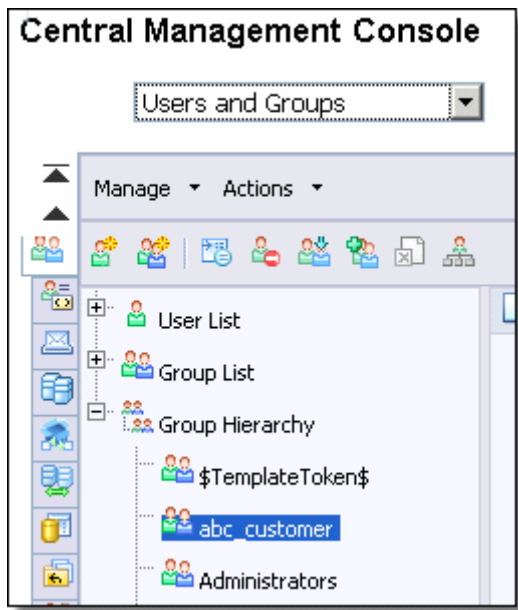 Central Management Console
Users and Groups
Manage Actions
User List
Group List
Group Hierarchy
$TemplateToken$
abc_customer
Administrators